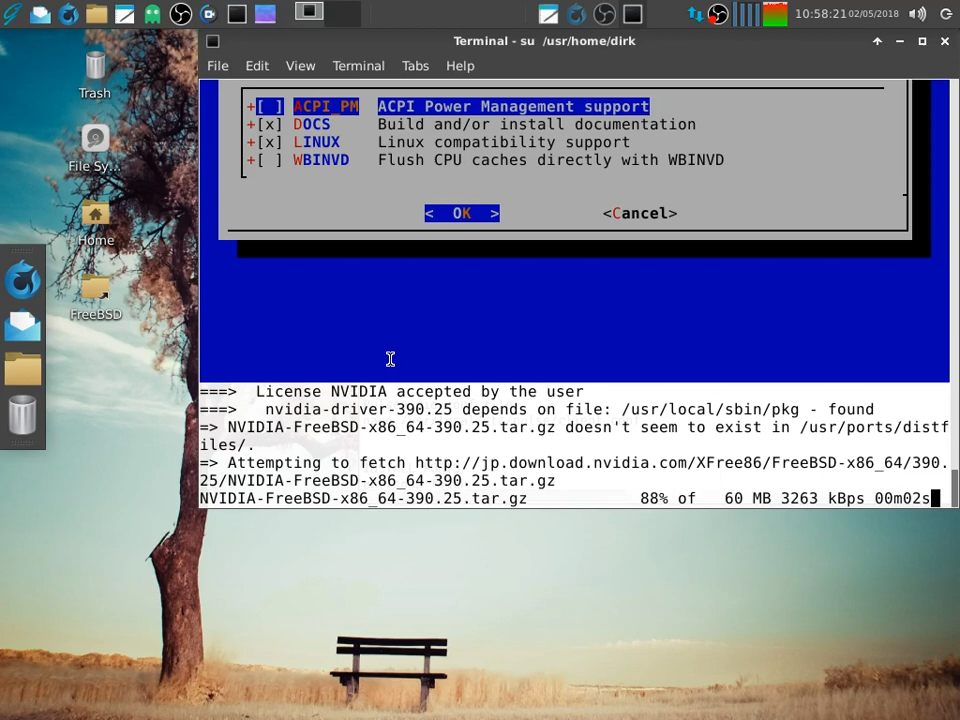 10:58:21 02/05/2018
Terminal - su /usr/home/dirk
File Edit View Terminal Tabs Help
Trash
File Sy...
Home
FreeBSD
+[ ] ACPI_PM ACPI Power Management support
+[x] DOCS Build and/or install documentation
+[x] LINUX Linux compatibility support
+[ ] WBINVD Flush CPU caches directly with WBINVD
< OK > <Cancel>
===> License NVIDIA accepted by the user
===> nvidia-driver-390.25 depends on file: /usr/local/sbin/pkg - found
=> NVIDIA-FreeBSD-x86_64-390.25.tar.gz doesn't seem to exist in /usr/ports/distf
iles/.
=> Attempting to fetch http://jp.download.nvidia.com/XFree86/FreeBSD-x86_64/390.
25/NVIDIA-FreeBSD-x86_64-390.25.tar.gz
NVIDIA-FreeBSD-x86_64-390.25.tar.gz 88% of 60 MB 3263 kBps 00m02s